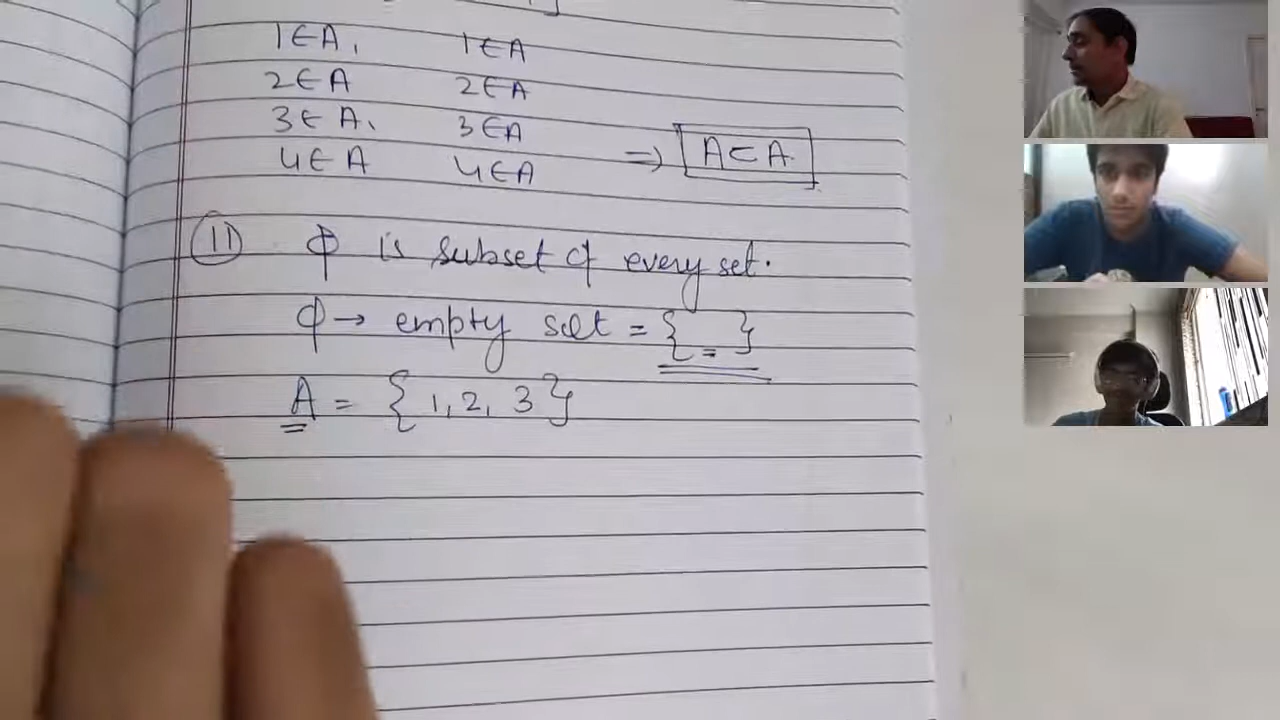 1∈A, 1∈A
2∈A 2∈A
3∈A, 3∈A
4∈A 4∈A ⇒ A⊂A.
(11) ϕ is subset of every set.
ϕ → empty set = { }
A = { 1, 2, 3 }